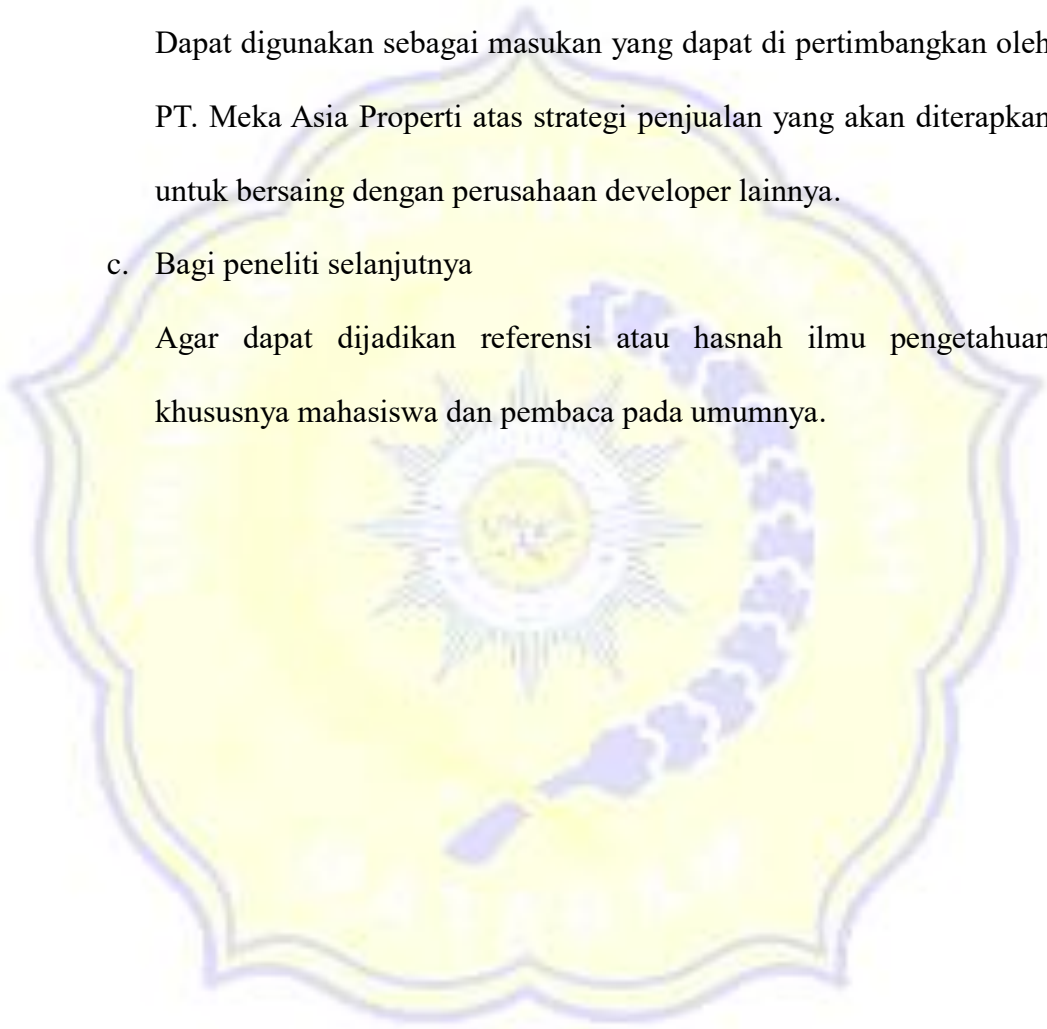 Dapat digunakan sebagai masukan yang dapat di pertimbangkan oleh
PT. Meka Asia Properti atas strategi penjualan yang akan diterapkan
untuk bersaing dengan perusahaan developer lainnya.
c. Bagi peneliti selanjutnya
Agar dapat dijadikan referensi atau hasnah ilmu pengetahuan
khususnya mahasiswa dan pembaca pada umumnya.